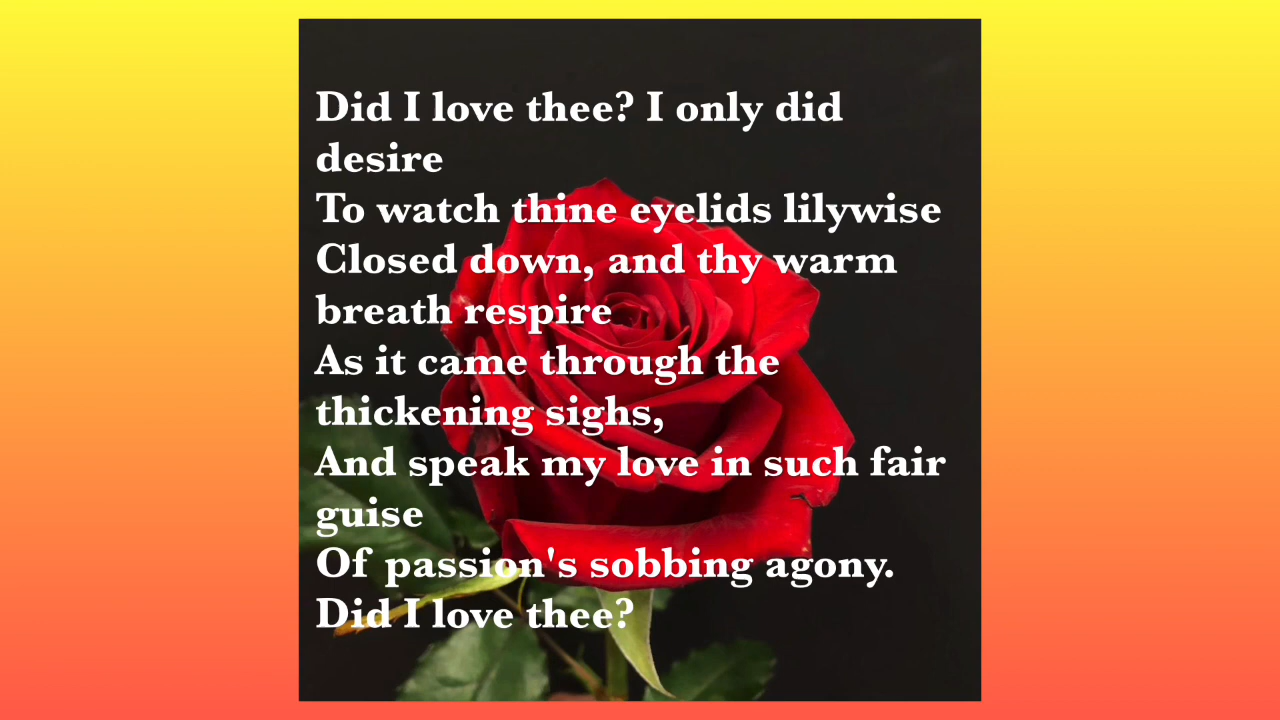 Did I love thee? I only did
desire
To watch thine eyelids lilywise
Closed down, and thy warm
breath respire
As it came through the
thickening sighs,
And speak my love in such fair
guise
Of passion's sobbing agony.
Did I love thee?